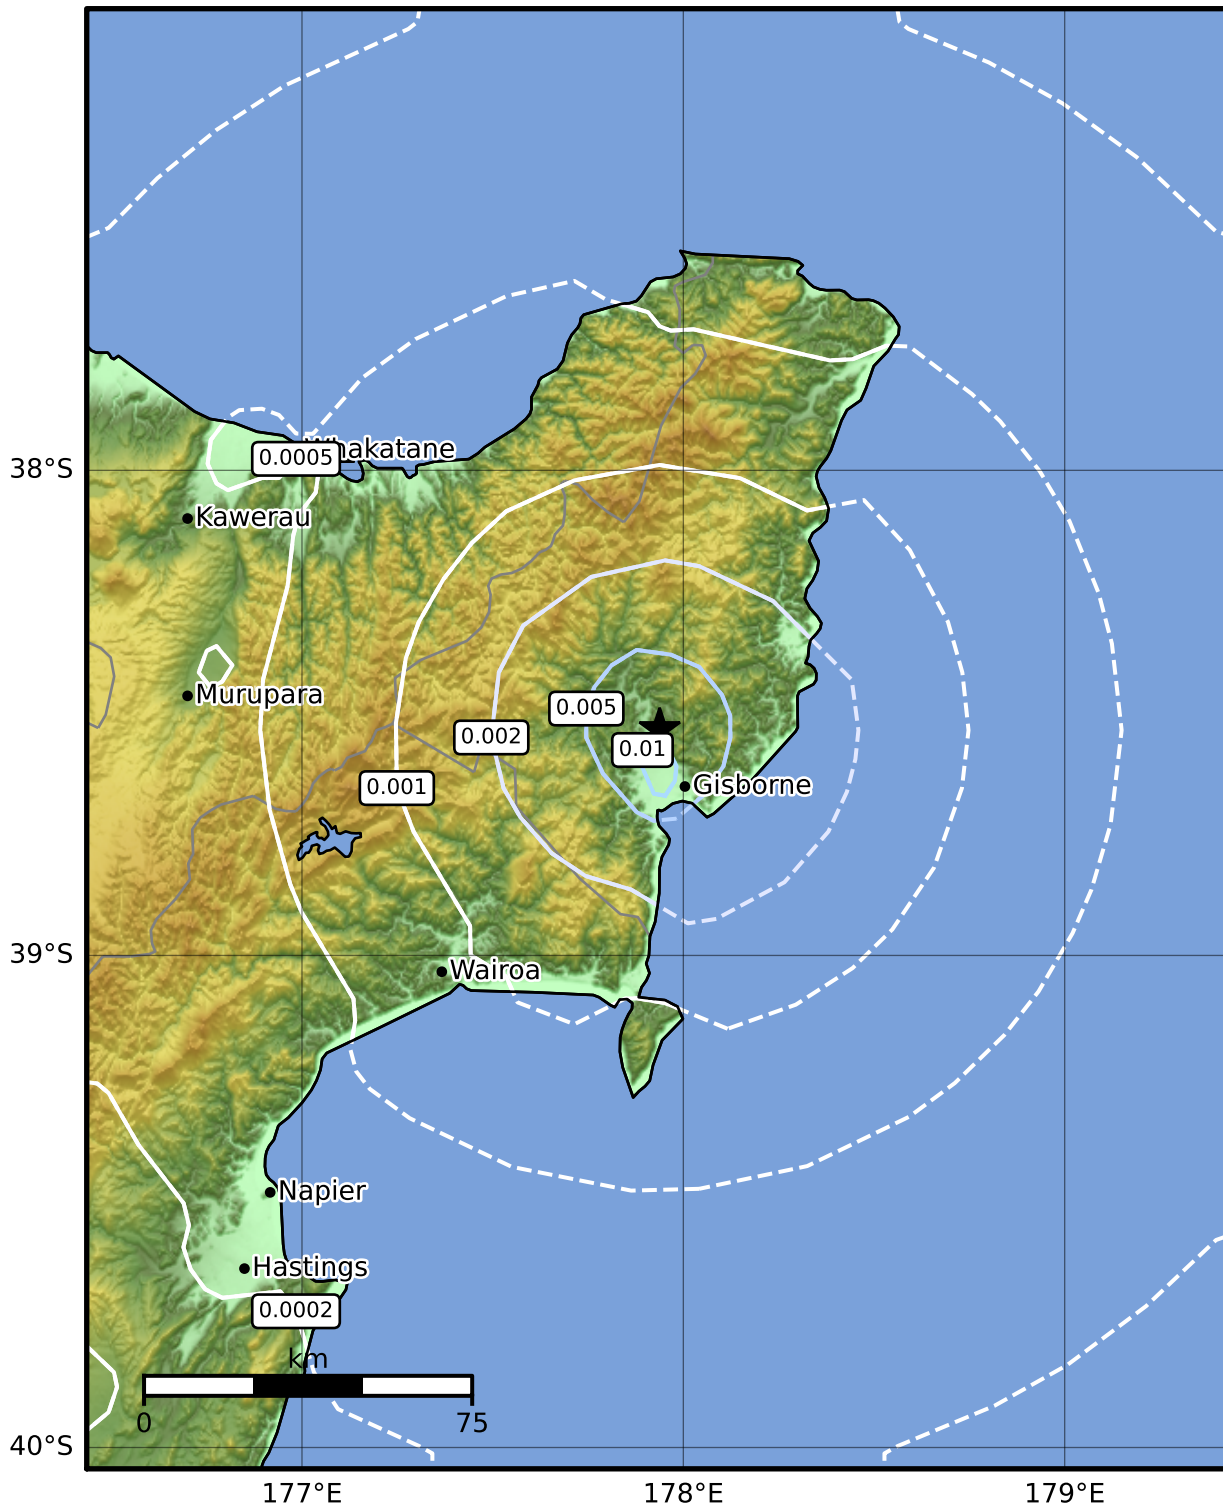 Whakatane
0.0005
38°S
Kawerau
Murupara
0.005
0.002
0.01
0.001
Gisborne
39°S
Wairoa
Napier
Hastings
0.0002
km
0
75
40°S
177°E
178°E
179°E